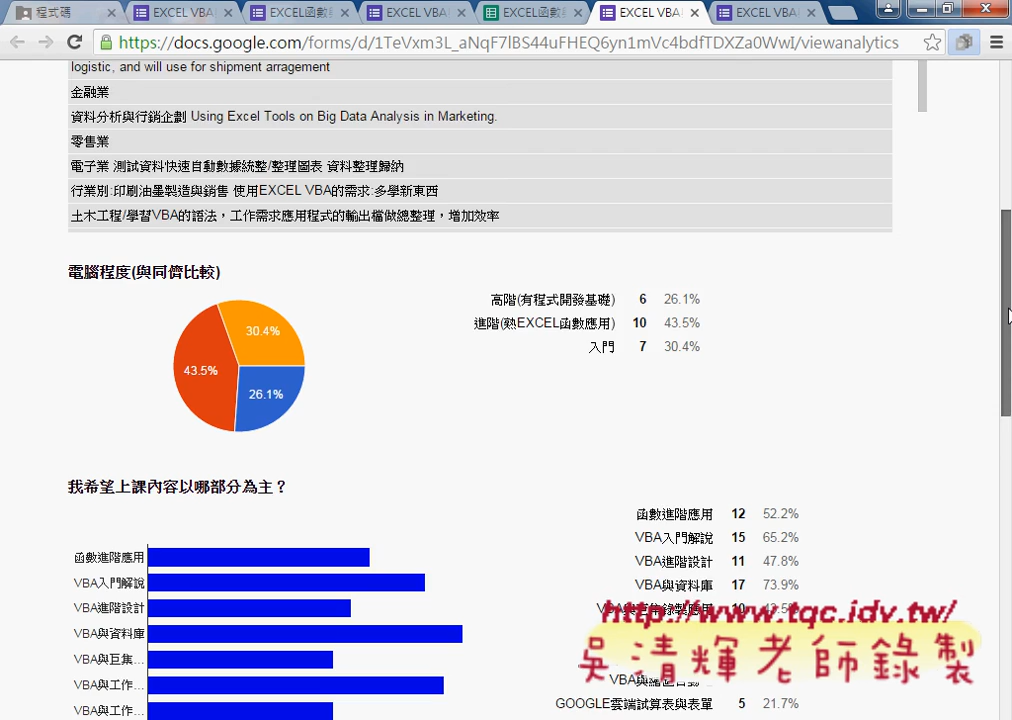 程式碼
EXCEL VBA
EXCEL函數
EXCEL VBA
EXCEL函數
EXCEL VBA
EXCEL VBA
https://docs.google.com/forms/d/1TeVxm3L_aNqF7lBS44uFHEQ6yn1mVc4bdfTDXZa0WwI/viewanalytics
logistic, and will use for shipment arragement
金融業
資料分析與行銷企劃 Using Excel Tools on Big Data Analysis in Marketing.
零售業
電子業 測試資料快速自動數據統整/整理圖表 資料整理歸納
行業別:印刷油墨製造與銷售 使用EXCEL VBA的需求:多學新東西
土木工程/學習VBA的語法，工作需求應用程式的輸出檔做總整理，增加效率
電腦程度(與同儕比較)
30.4%
43.5%
26.1%
高階(有程式開發基礎) 6 26.1%
進階(熟EXCEL函數應用) 10 43.5%
入門 7 30.4%
我希望上課內容以哪部分為主？
函數進階應用
VBA入門解說
VBA進階設計
VBA與資料庫
VBA與巨集...
VBA與工作...
VBA與工作...
函數進階應用 12 52.2%
VBA入門解說 15 65.2%
VBA進階設計 11 47.8%
VBA與資料庫 17 73.9%
VBA與巨集錄製應用 10 43.5%
http://www.tqc.idv.tw/
吳清輝老師錄製
GOOGLE雲端試算表與表單 5 21.7%